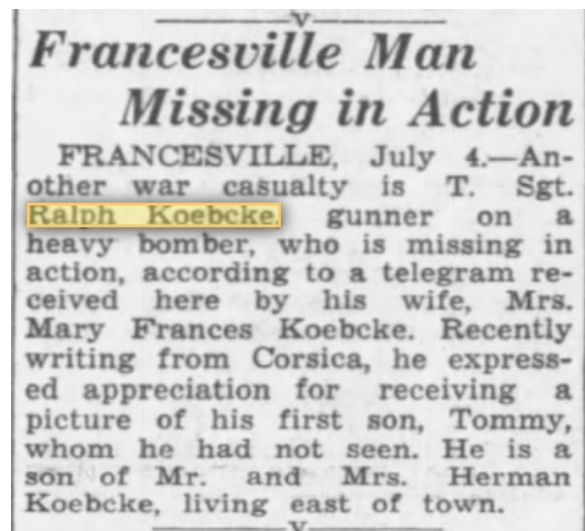 V
Francesville Man
Missing in Action
FRANCESVILLE, July 4.—An-
other war casualty is T. Sgt.
Ralph Koebcke, gunner on a
heavy bomber, who is missing in
action, according to a telegram re-
ceived here by his wife, Mrs.
Mary Frances Koebcke. Recently
writing from Corsica, he express-
ed appreciation for receiving a
picture of his first son, Tommy,
whom he had not seen. He is a
son of Mr. and Mrs. Herman
Koebcke, living east of town.
V